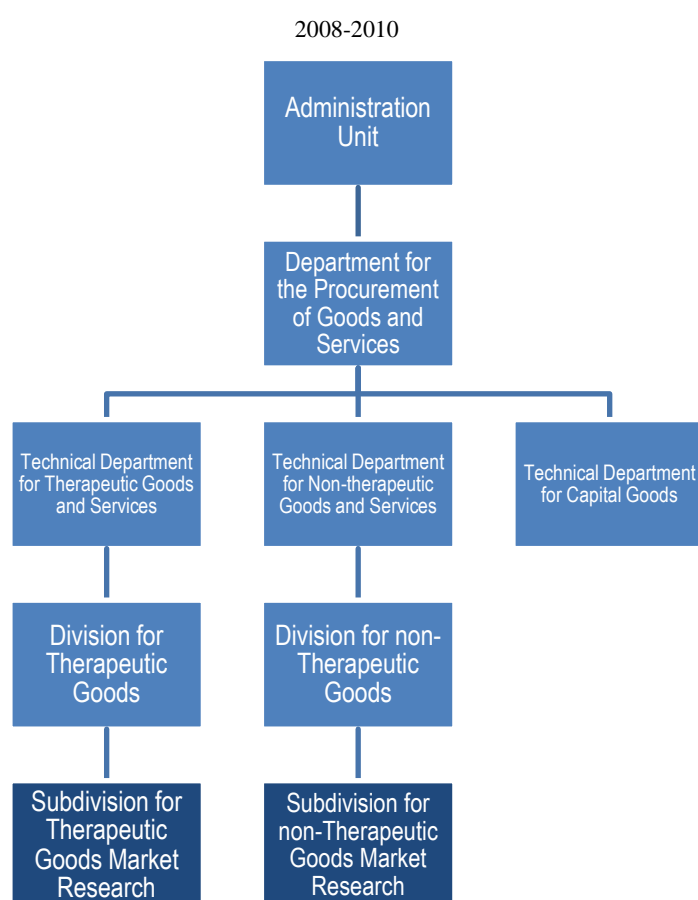 2008-2010
Administration
Unit
Department for
the Procurement
of Goods and
Services
Technical Department
for Therapeutic Goods
and Services
Technical Department
for Non-therapeutic
Goods and Services
Technical Department
for Capital Goods
Division for
Therapeutic
Goods
Division for non-
Therapeutic
Goods
Subdivision for
Therapeutic
Goods Market
Research
Subdivision for
non-Therapeutic
Goods Market
Research